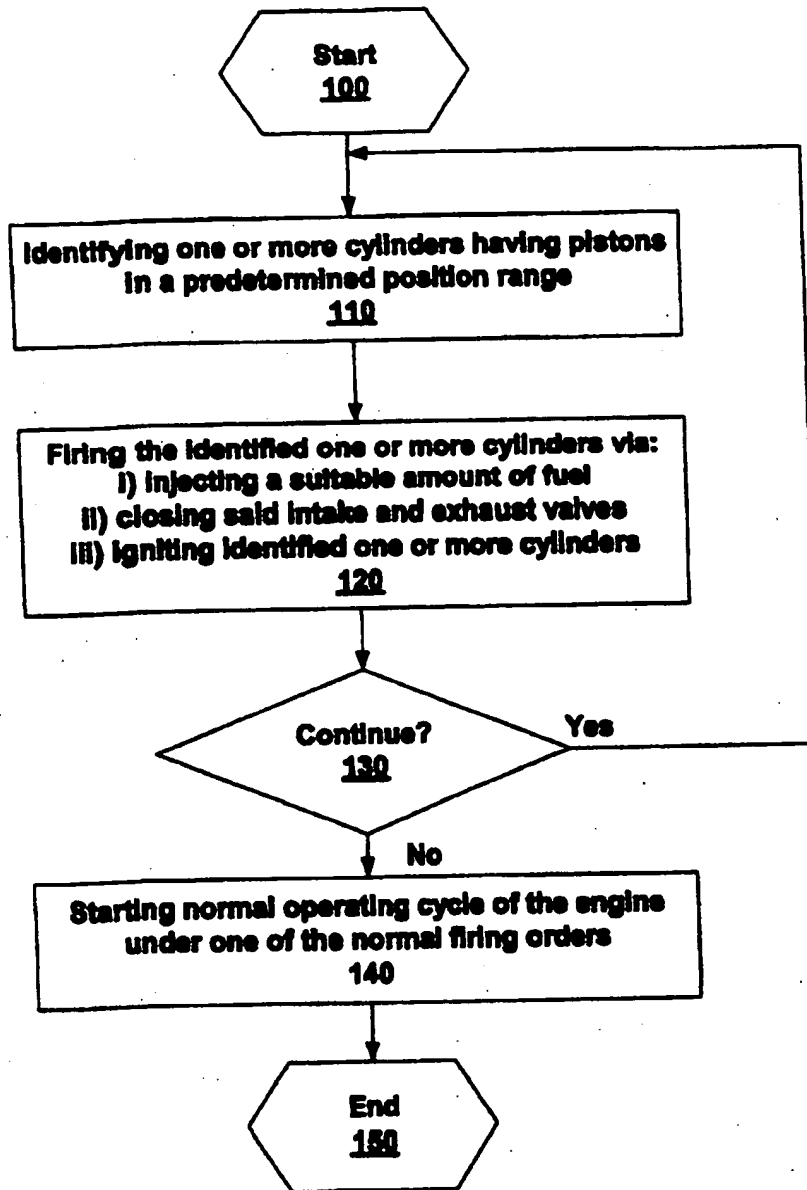 Start
100
Identifying one or more cylinders having pistons
in a predetermined position range
110
Firing the identified one or more cylinders via:
i) injecting a suitable amount of fuel
ii) closing said intake and exhaust valves
iii) igniting identified one or more cylinders
120
Continue?
130
Yes
No
Starting normal operating cycle of the engine
under one of the normal firing orders
140
End
150